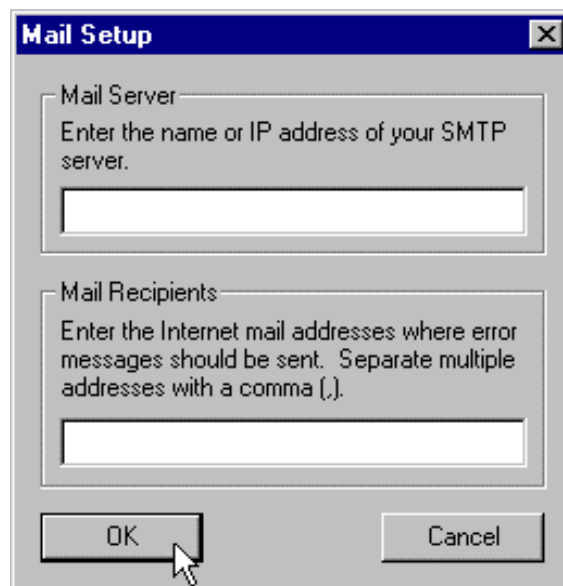 Mail Setup
Mail Server
Enter the name or IP address of your SMTP
server.
Mail Recipients
Enter the Internet mail addresses where error
messages should be sent.  Separate multiple
addresses with a comma (,).
OK
Cancel